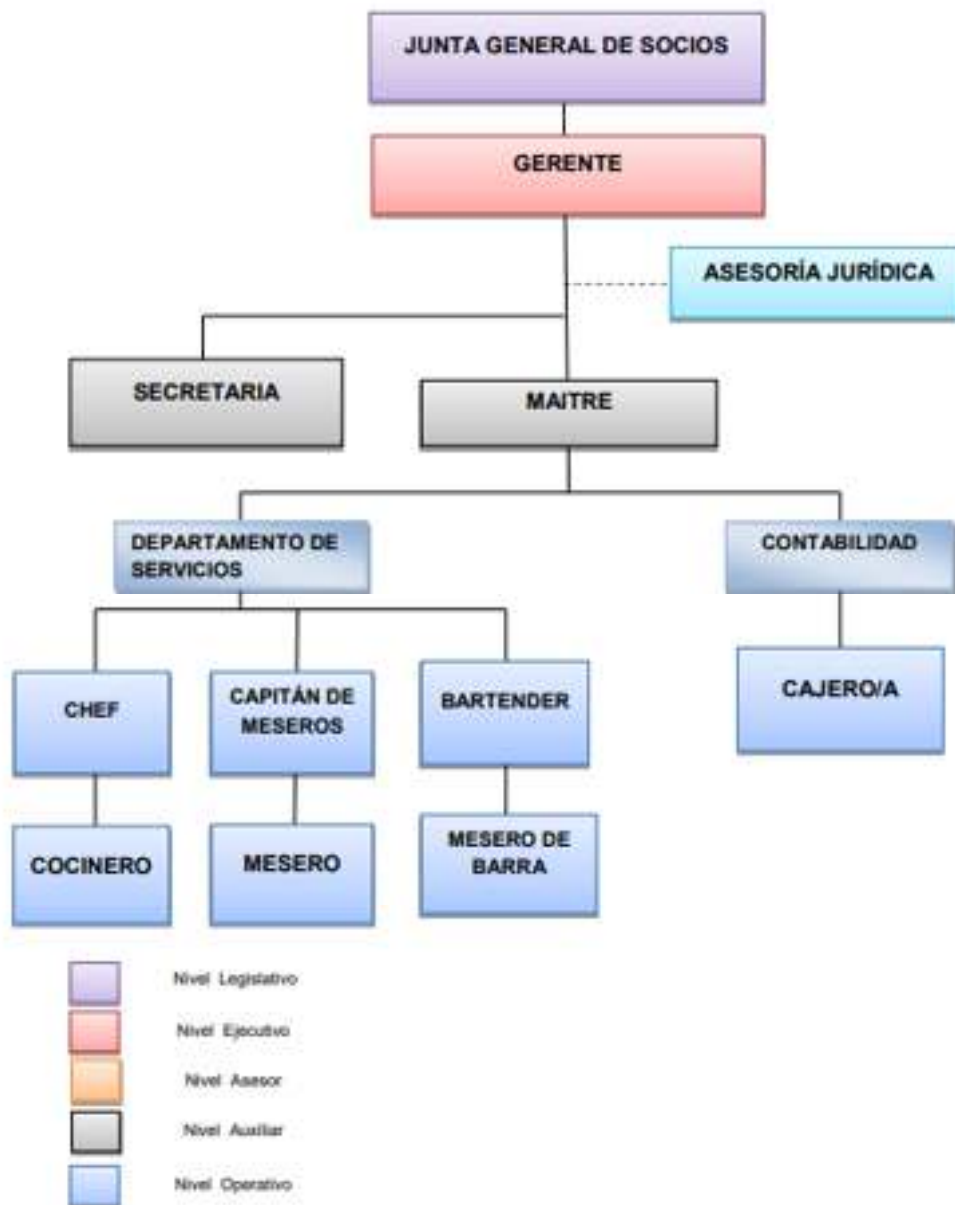 JUNTA GENERAL DE SOCIOS
GERENTE
ASESORÍA JURÍDICA
SECRETARIA
MAITRE
DEPARTAMENTO DE
SERVICIOS
CONTABILIDAD
CHEF
CAPITÁN DE
MESEROS
BARTENDER
CAJERO/A
COCINERO
MESERO
MESERO DE
BARRA
Nivel Legislativo
Nivel Ejecutivo
Nivel Asesor
Nivel Auxiliar
Nivel Operativo